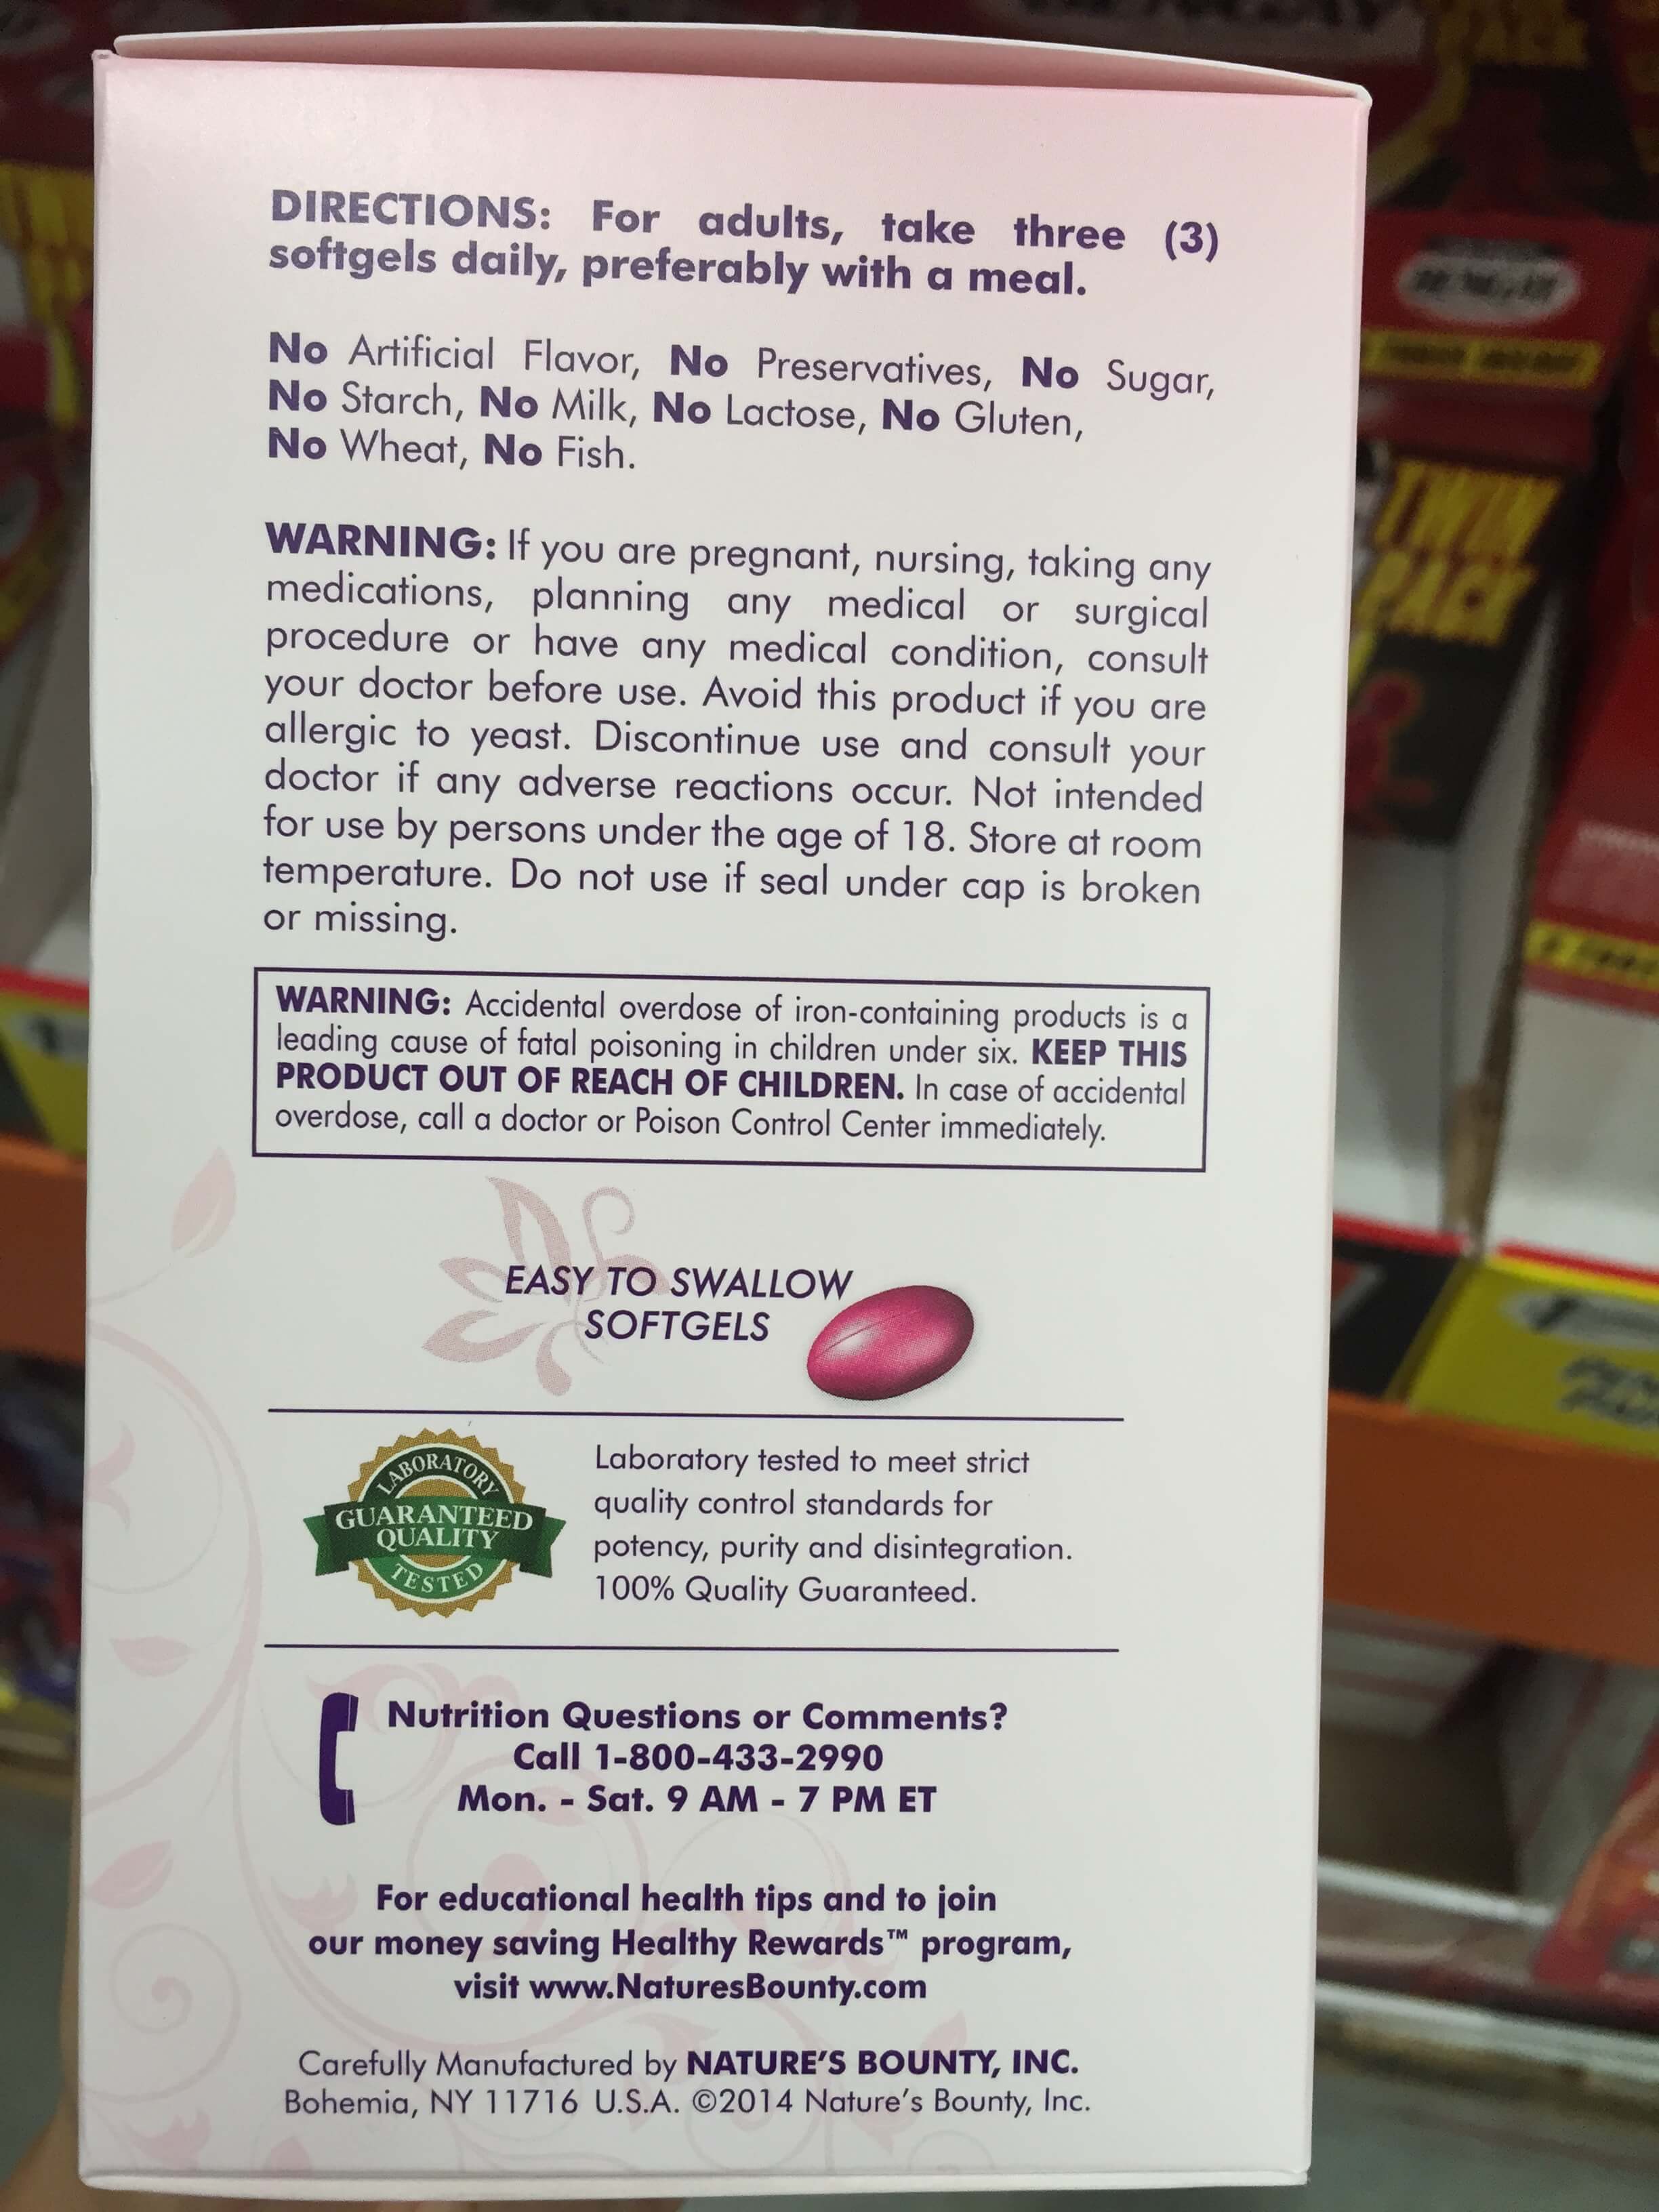 DIRECTIONS: For adults, take three (3)
softgels daily, preferably with a meal.
No Artificial Flavor, No Preservatives, No Sugar,
No Starch, No Milk, No Lactose, No Gluten,
No Wheat, No Fish.
WARNING: If you are pregnant, nursing, taking any
medications, planning any medical or surgical
procedure or have any medical condition, consult
your doctor before use. Avoid this product if you are
allergic to yeast. Discontinue use and consult your
doctor if any adverse reactions occur. Not intended
for use by persons under the age of 18. Store at room
temperature. Do not use if seal under cap is broken
or missing.
WARNING: Accidental overdose of iron-containing products is a
leading cause of fatal poisoning in children under six. KEEP THIS
PRODUCT OUT OF REACH OF CHILDREN. In case of accidental
overdose, call a doctor or Poison Control Center immediately.
EASY TO SWALLOW
SOFTGELS
LABORATORY
GUARANTEED
QUALITY
TESTED
Laboratory tested to meet strict
quality control standards for
potency, purity and disintegration.
100% Quality Guaranteed.
Nutrition Questions or Comments?
Call 1-800-433-2990
Mon. - Sat. 9 AM - 7 PM ET
For educational health tips and to join
our money saving Healthy Rewards™ program,
visit www.NaturesBounty.com
Carefully Manufactured by NATURE'S BOUNTY, INC.
Bohemia, NY 11716 U.S.A. ©2014 Nature's Bounty, Inc.
TWIN
PACK
PACK